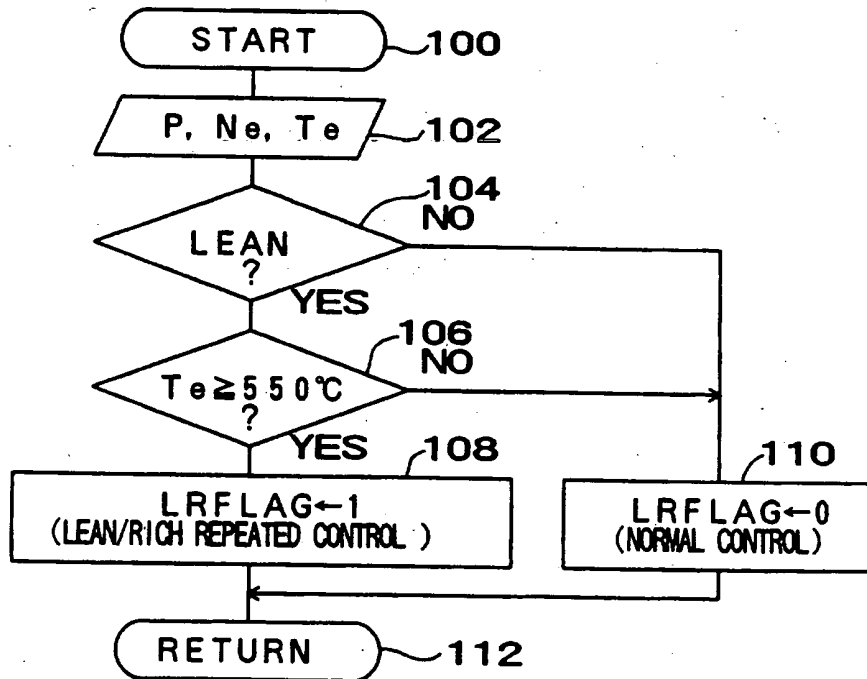 START
100
P, Ne, Te
102
104
NO
LEAN
?
YES
106
NO
Te≧550℃
?
YES
108
110
LRFLAG←1
(LEAN/RICH REPEATED CONTROL )
LRFLAG←0
(NORMAL CONTROL)
RETURN
112